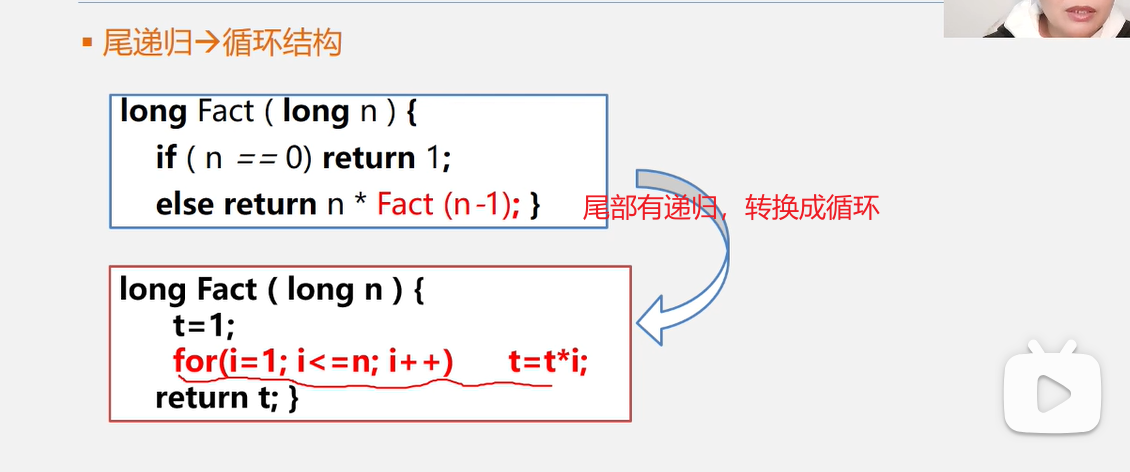 尾递归→循环结构
long Fact ( long n ) {
if ( n == 0) return 1;
else return n * Fact (n-1); }
尾部有递归，转换成循环
long Fact ( long n ) {
t=1;
for(i=1; i<=n; i++) t=t*i;
return t; }